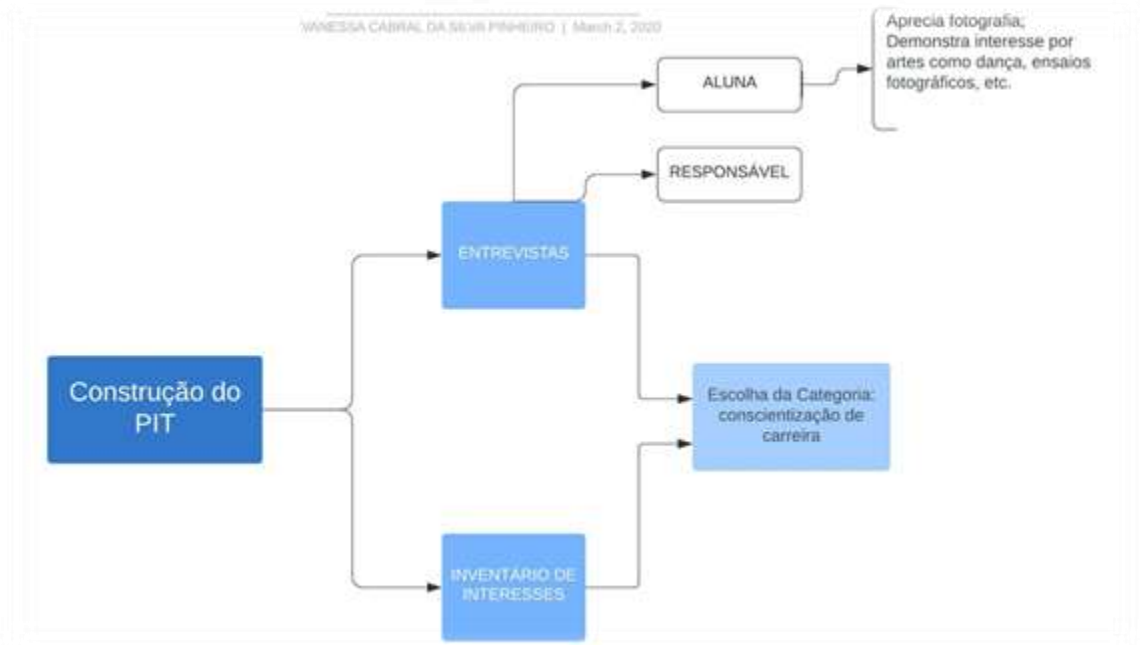 VANESSA CABRAL DA SILVA PINHEIRO | March 2, 2020
Aprecia fotografia;
Demonstra interesse por
artes como dança, ensaios
fotográficos, etc.
ALUNA
RESPONSÁVEL
ENTREVISTAS
Construção do
PIT
Escolha da Categoria:
conscientização de
carreira
INVENTÁRIO DE
INTERESSES